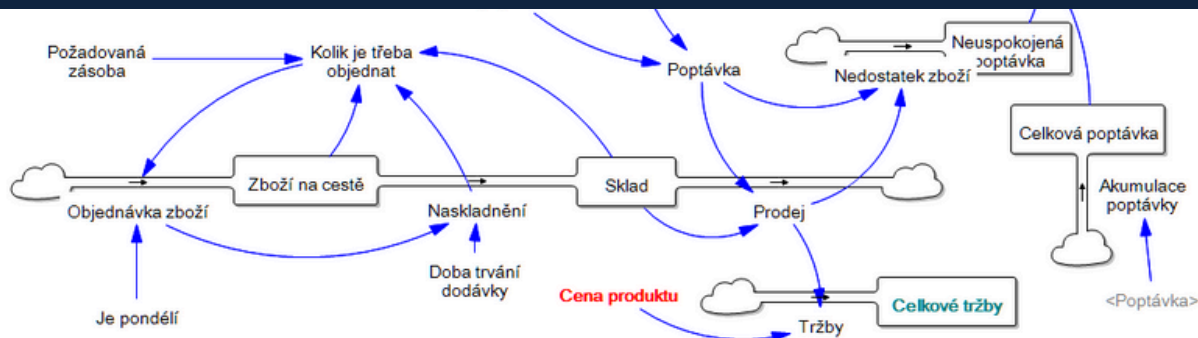 Požadovaná
zásoba
Kolik je třeba
objednat
Poptávka
Neuspokojená
poptávka
Nedostatek zboží
Celková poptávka
Zboží na cestě
Sklad
Objednávka zboží
Naskladnění
Prodej
Akumulace
poptávky
Doba trvání
dodávky
Je pondělí
Cena produktu
Celkové tržby
Tržby
<Poptávka>